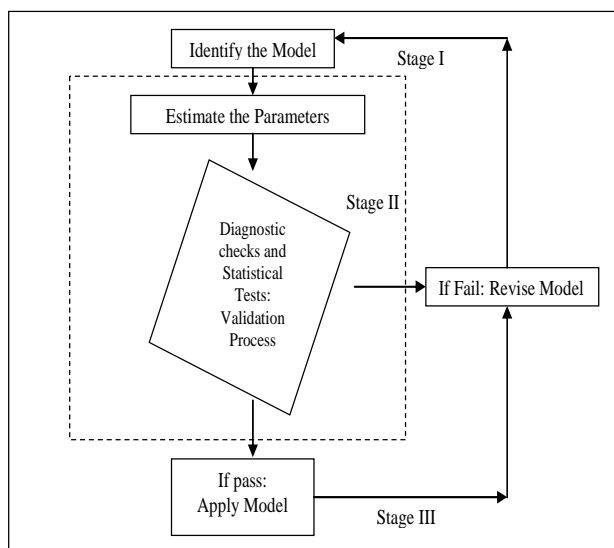 Identify the Model
Stage I
Estimate the Parameters
Stage II
Diagnostic
checks and
Statistical
Tests:
Validation
Process
If Fail: Revise Model
If pass:
Apply Model
Stage III